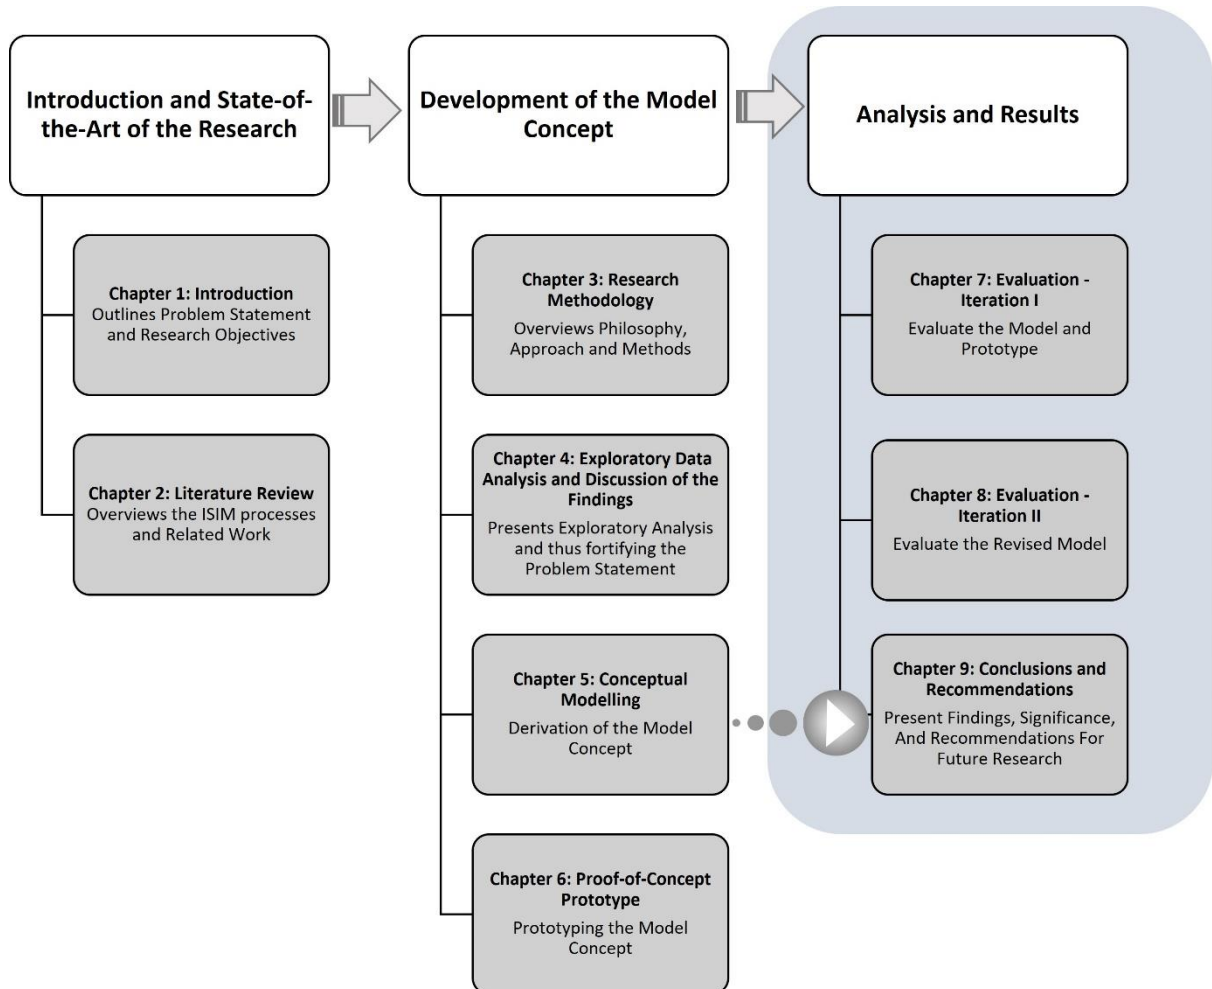 Introduction and State-of-
the-Art of the Research
Chapter 1: Introduction
Outlines Problem Statement
and Research Objectives
Chapter 2: Literature Review
Overviews the ISIM processes
and Related Work
Development of the Model
Concept
Chapter 3: Research
Methodology
Overviews Philosophy,
Approach and Methods
Chapter 4: Exploratory Data
Analysis and Discussion of the
Findings
Presents Exploratory Analysis
and thus fortifying the
Problem Statement
Chapter 5: Conceptual
Modelling
Derivation of the Model
Concept
Chapter 6: Proof-of-Concept
Prototype
Prototyping the Model
Concept
Analysis and Results
Chapter 7: Evaluation -
Iteration I
Evaluate the Model and
Prototype
Chapter 8: Evaluation -
Iteration II
Evaluate the Revised Model
Chapter 9: Conclusions and
Recommendations
Present Findings, Significance,
And Recommendations For
Future Research